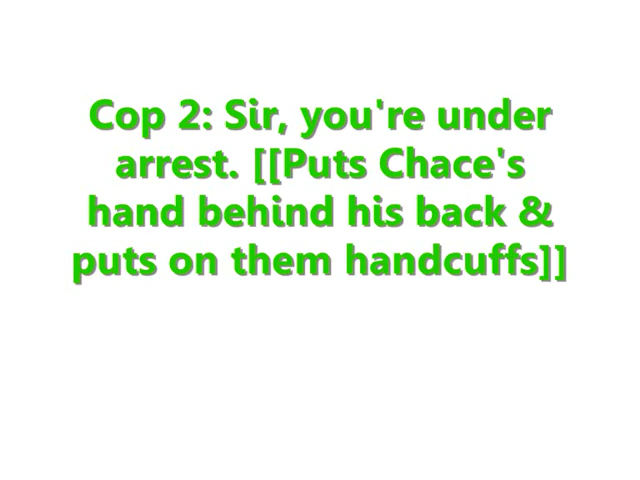 Cop 2: Sir, you're under
arrest. [[Puts Chace's
hand behind his back &
puts on them handcuffs]]